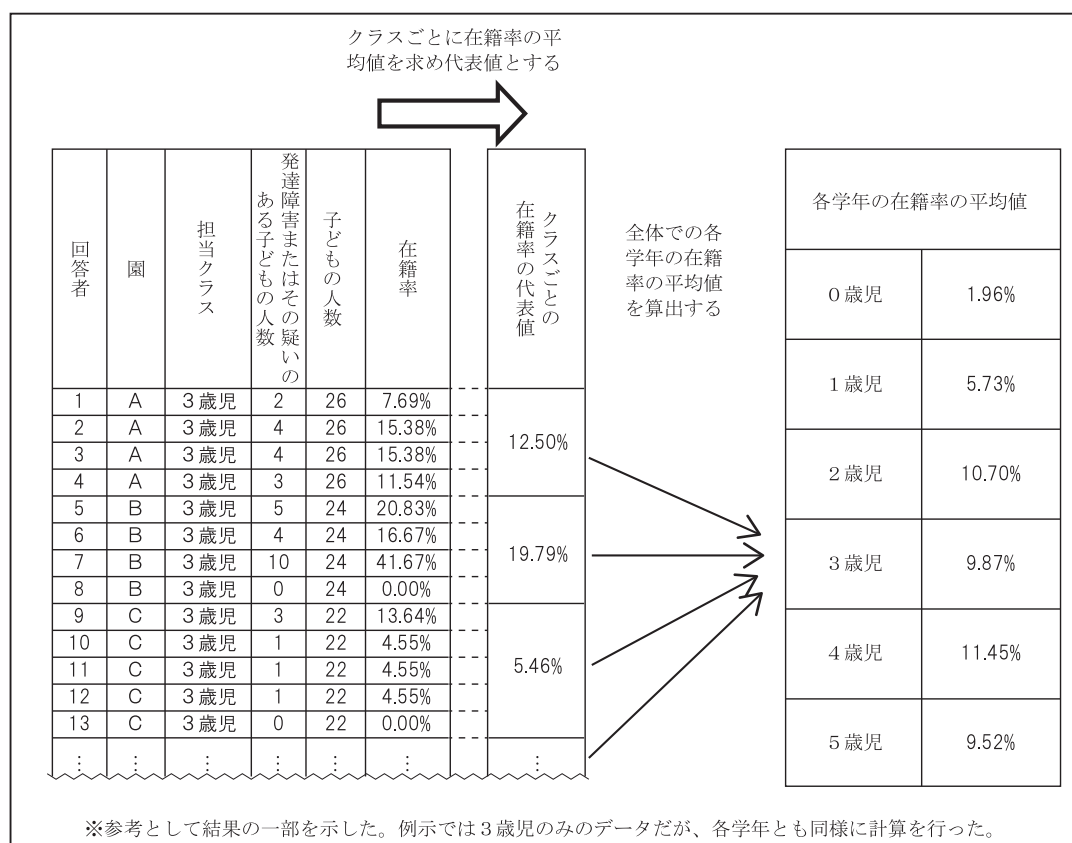 クラスごとに在籍率の平
均値を求め代表値とする
回答者 園 担当クラス 発達障害またはその疑いのある子どもの人数 子どもの人数 在籍率 クラスごとの在籍率の代表値
1 A 3歳児 2 26 7.69%
2 A 3歳児 4 26 15.38%
3 A 3歳児 4 26 15.38%
4 A 3歳児 3 26 11.54%
12.50%
5 B 3歳児 5 24 20.83%
6 B 3歳児 4 24 16.67%
7 B 3歳児 10 24 41.67%
8 B 3歳児 0 24 0.00%
19.79%
9 C 3歳児 3 22 13.64%
10 C 3歳児 1 22 4.55%
11 C 3歳児 1 22 4.55%
12 C 3歳児 1 22 4.55%
13 C 3歳児 0 22 0.00%
5.46%
⋮ ⋮ ⋮ ⋮ ⋮ ⋮ ⋮
全体での各
学年の在籍
率の平均値
を算出する
各学年の在籍率の平均値
0歳児 1.96%
1歳児 5.73%
2歳児 10.70%
3歳児 9.87%
4歳児 11.45%
5歳児 9.52%
※参考として結果の一部を示した。例示では3歳児のみのデータだが、各学年とも同様に計算を行った。